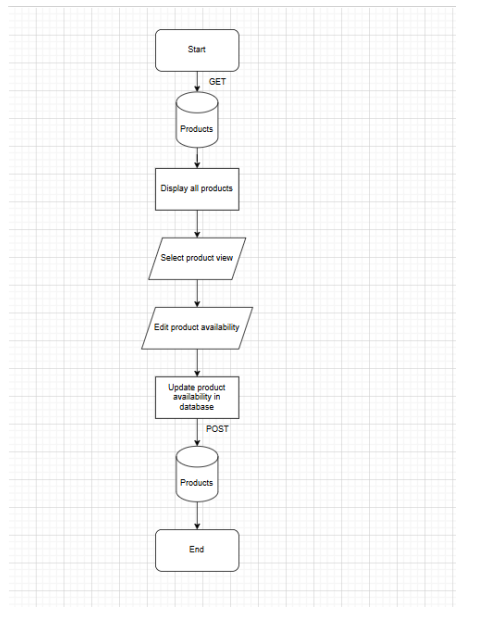 Start
GET
Products
Display all products
Select product view
Edit product availability
Update product
availability in
database
POST
Products
End